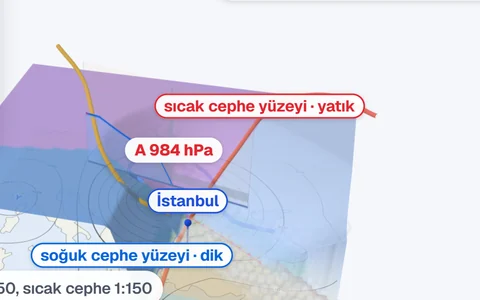 sıcak cephe yüzeyi · yatık
A 984 hPa
İstanbul
soğuk cephe yüzeyi · dik
50, sıcak cephe 1:150